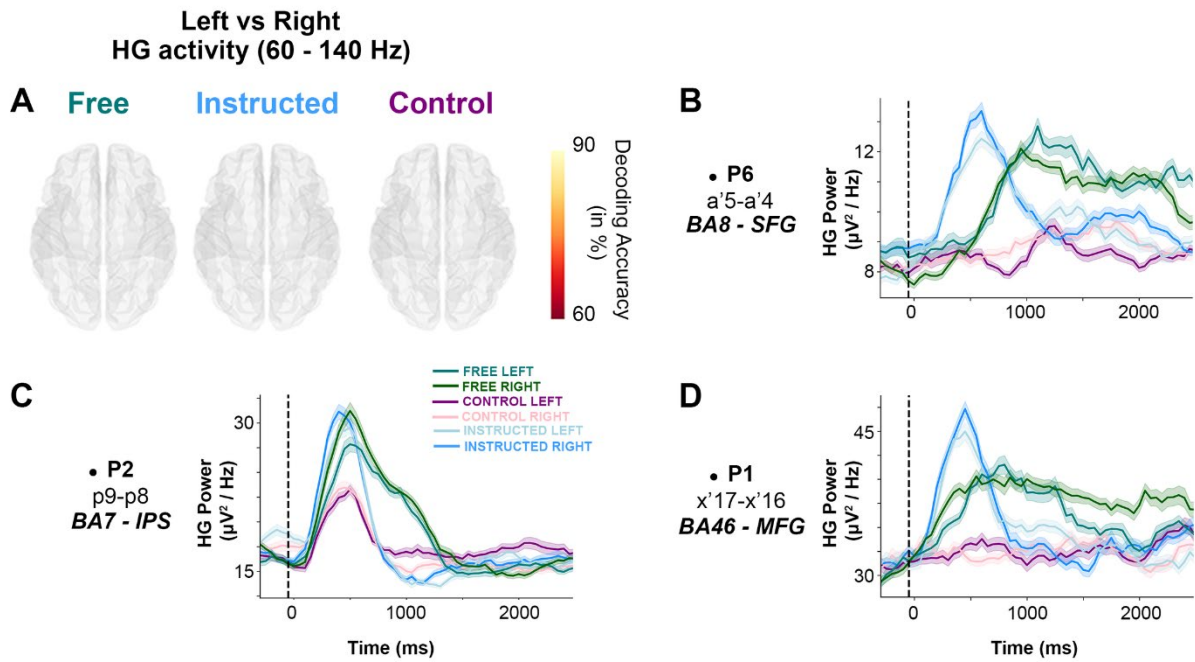 Left vs Right
HG activity (60 - 140 Hz)
A
Free
Instructed
Control
90
60
Decoding Accuracy
(in %)
B
• P6
a'5-a'4
BA8 - SFG
HG Power
(µV² / Hz)
12
8
0
1000
2000
C
• P2
p9-p8
BA7 - IPS
HG Power
(µV² / Hz)
30
15
FREE LEFT
FREE RIGHT
CONTROL LEFT
CONTROL RIGHT
INSTRUCTED LEFT
INSTRUCTED RIGHT
0
1000
2000
Time (ms)
D
• P1
x'17-x'16
BA46 - MFG
HG Power
(µV² / Hz)
45
30
0
1000
2000
Time (ms)